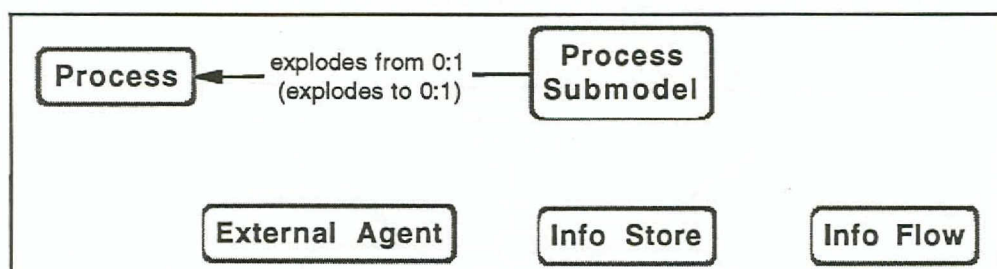 Process
explodes from 0:1
(explodes to 0:1)
Process
Submodel
External Agent
Info Store
Info Flow